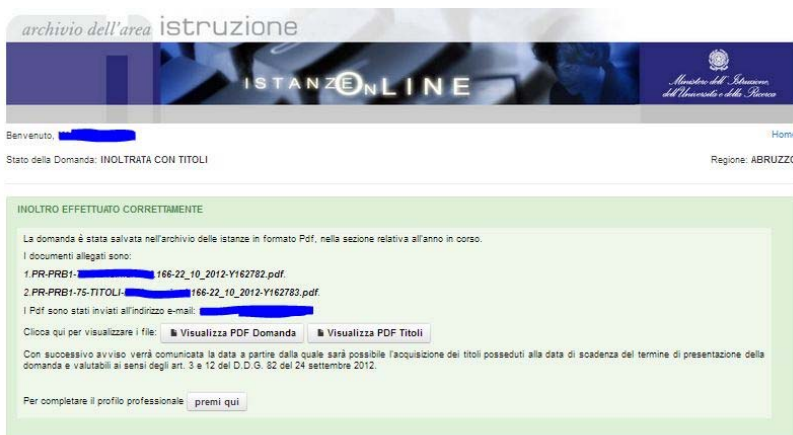 archivio dell'area istruzione
ISTANZE ONLINE
Ministero dell'Istruzione,
dell'Università e della Ricerca
Benvenuto,
Home
Stato della Domanda: INOLTRATA CON TITOLI
Regione: ABRUZZO
INOLTRO EFFETTUATO CORRETTAMENTE
La domanda è stata salvata nell'archivio delle istanze in formato Pdf, nella sezione relativa all'anno in corso.
I documenti allegati sono:
1.PR-PRB1- 166-22_10_2012-Y162782.pdf.
2.PR-PRB1-75-TITOLI- 166-22_10_2012-Y162783.pdf.
I Pdf sono stati inviati all'indirizzo e-mail:
Clicca qui per visualizzare i file: Visualizza PDF Domanda Visualizza PDF Titoli
Con successivo avviso verrà comunicata la data a partire dalla quale sarà possibile l'acquisizione dei titoli posseduti alla data di scadenza del termine di presentazione della
domanda e valutabili ai sensi degli art. 3 e 12 del D.D.G. 82 del 24 settembre 2012.
Per completare il profilo professionale premi qui